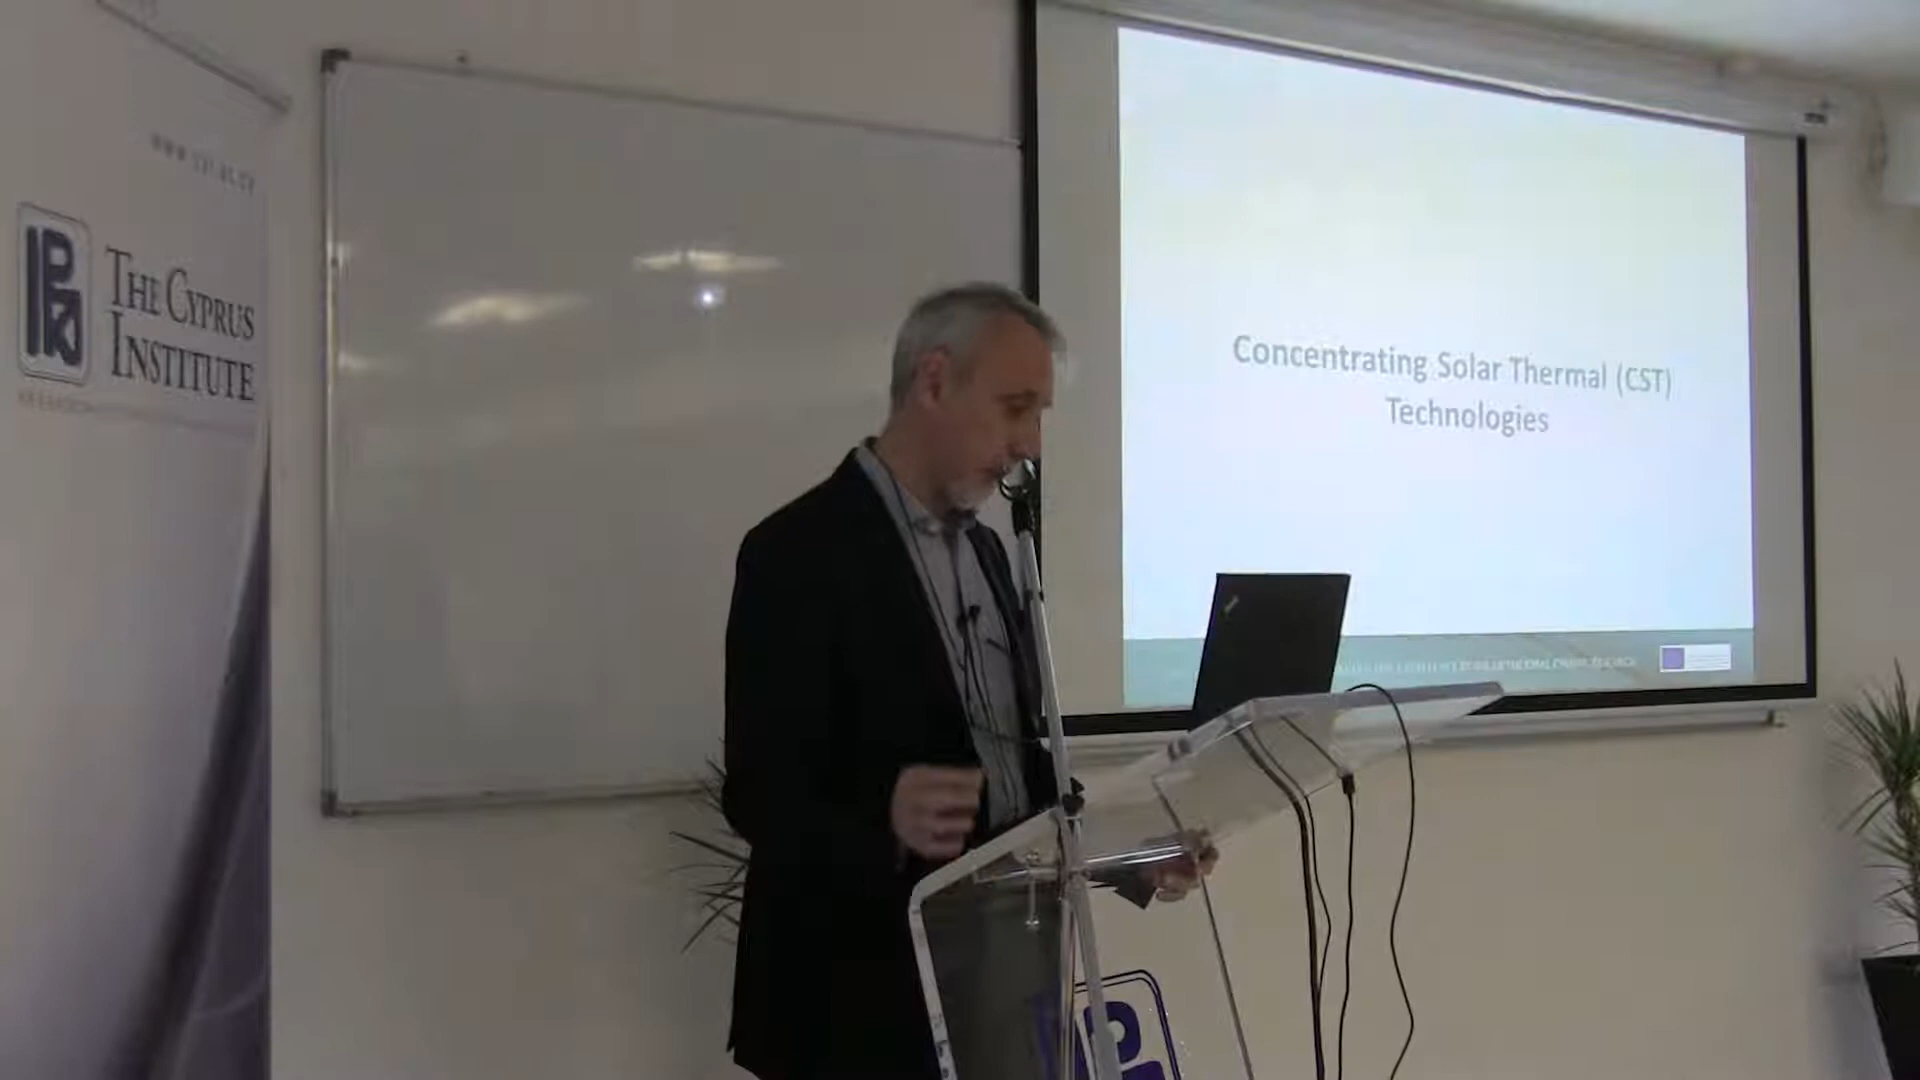 www.cyi.ac.cy
THE CYPRUS
INSTITUTE
Concentrating Solar Thermal (CST)
Technologies